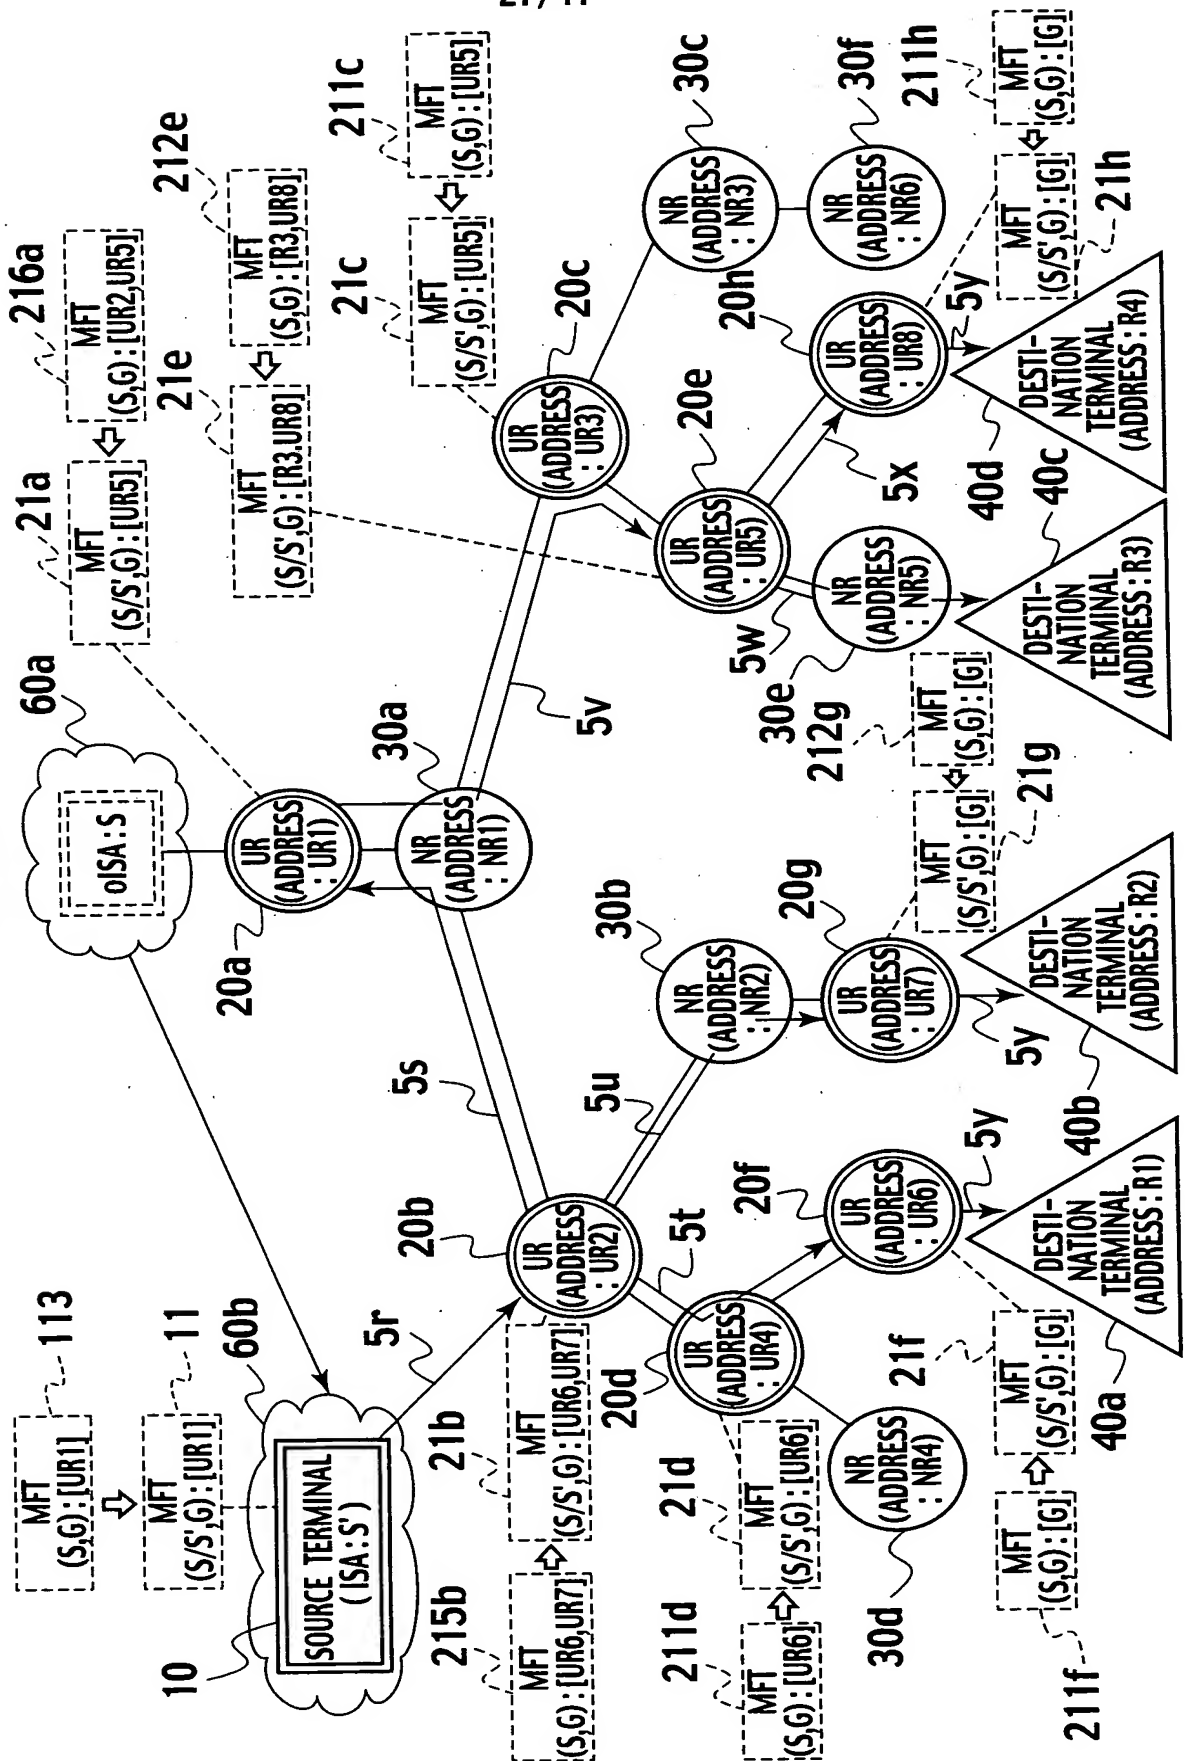 113
MFT
(S,G) : [UR1]
11
MFT
(S/S',G) : [UR1]
60b
SOURCE TERMINAL
( ISA : S' )
10
5r
60a
oISA : S
20a
UR
(ADDRESS
: UR1)
21a
MFT
(S/S',G) : [UR5]
216a
MFT
(S,G) : [UR2,UR5]
30a
NR
(ADDRESS
: NR1)
21e
MFT
(S/S',G) : [R3.UR8]
212e
MFT
(S,G) : [R3,UR8]
21c
MFT
(S/S',G) : [UR5]
211c
MFT
(S,G) : [UR5]
215b
MFT
(S,G) : [UR6,UR7]
21b
MFT
(S/S',G) : [UR6,UR7]
20b
UR
(ADDRESS
: UR2)
5s
5v
20c
UR
(ADDRESS
: UR3)
30c
NR
(ADDRESS
: NR3)
5t
5u
20d
UR
(ADDRESS
: UR4)
30b
NR
(ADDRESS
: NR2)
20e
UR
(ADDRESS
: UR5)
211d
MFT
(S,G) : [UR6]
21d
MFT
(S/S',G) : [UR6]
30d
NR
(ADDRESS
: NR4)
20f
UR
(ADDRESS
: UR6)
20g
UR
(ADDRESS
: UR7)
5w
30e
NR
(ADDRESS
: NR5)
5x
20h
UR
(ADDRESS
: UR8)
30f
NR
(ADDRESS
: NR6)
211f
MFT
(S,G) : [G]
21f
MFT
(S/S',G) : [G]
5y
5y
21g
MFT
(S/S',G) : [G]
212g
MFT
(S,G) : [G]
5y
21h
MFT
(S/S',G) : [G]
211h
MFT
(S,G) : [G]
40a
DESTI-
NATION
TERMINAL
(ADDRESS : R1)
40b
DESTI-
NATION
TERMINAL
(ADDRESS : R2)
40c
DESTI-
NATION
TERMINAL
(ADDRESS : R3)
40d
DESTI-
NATION
TERMINAL
(ADDRESS : R4)